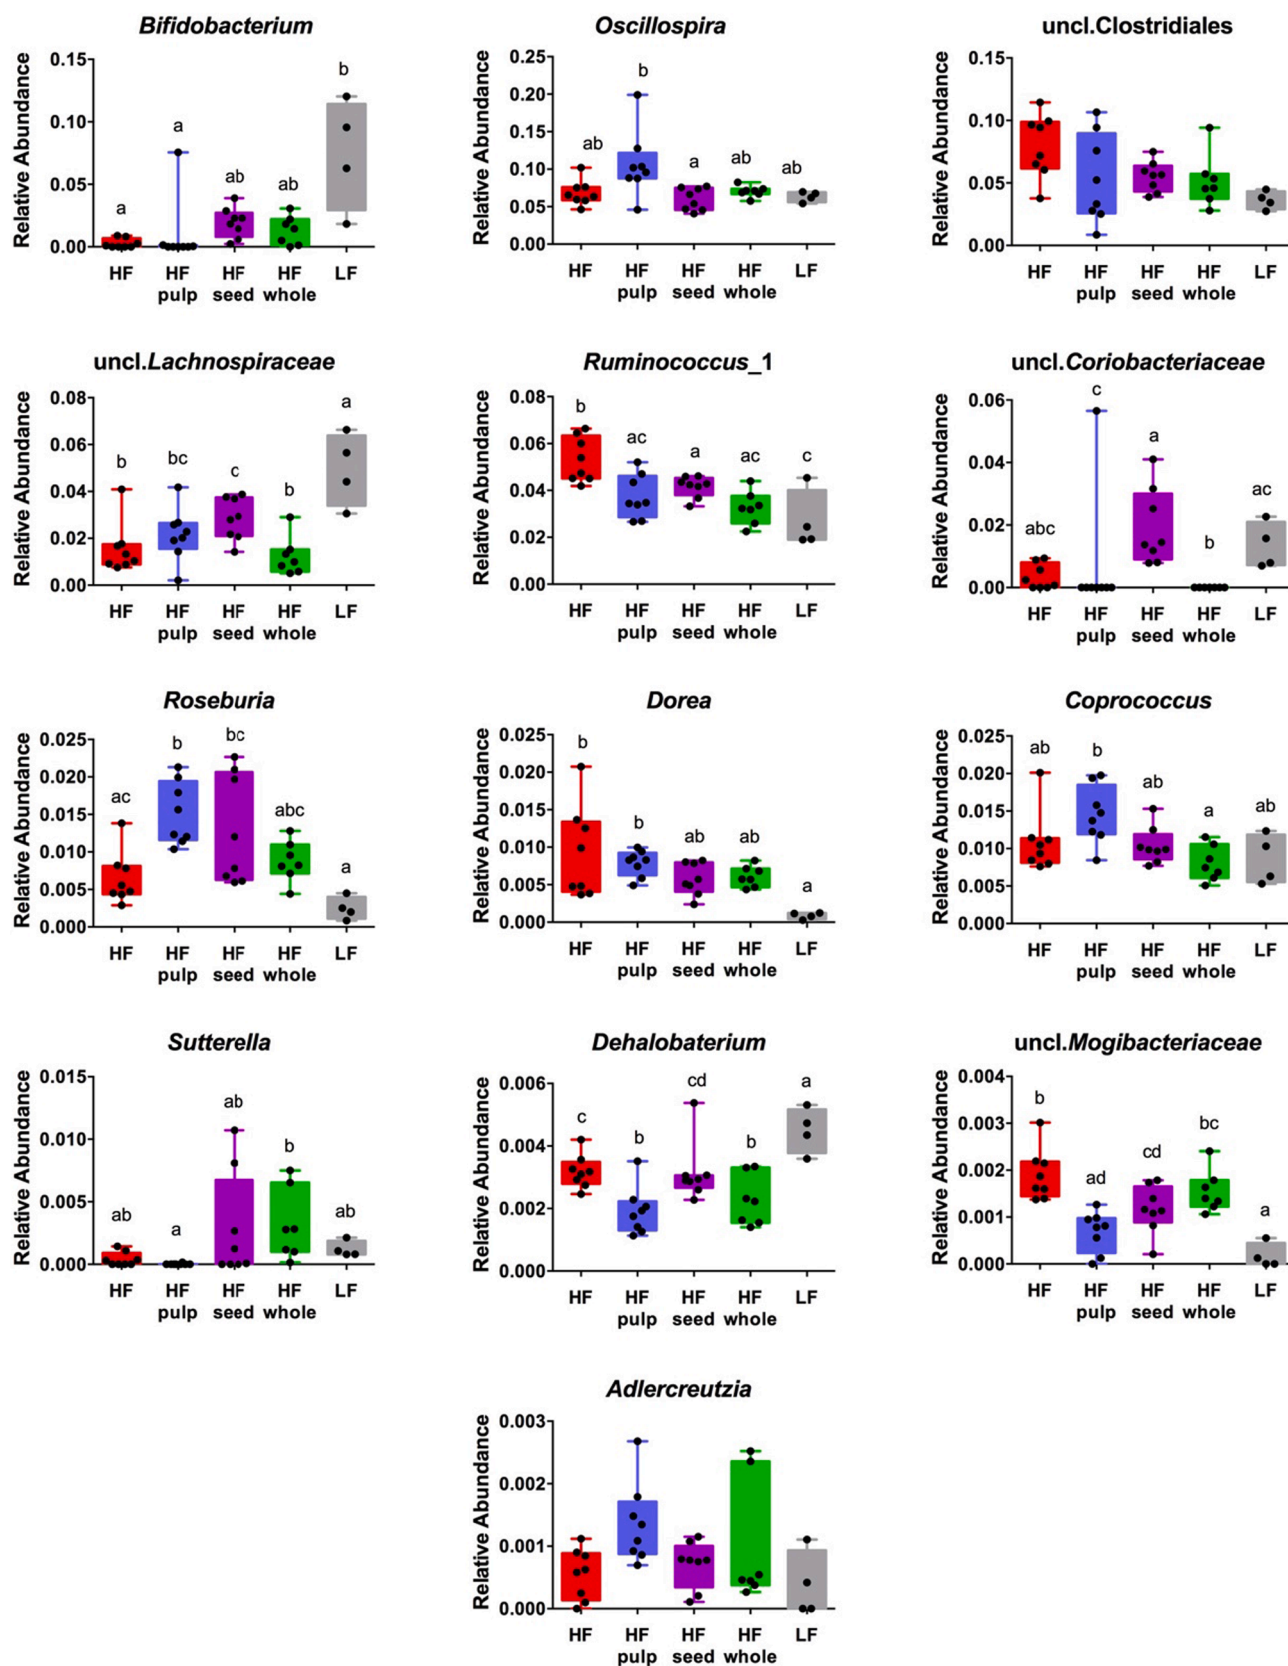 Bifidobacterium
Relative Abundance
0.15
0.10
0.05
0.00
a
a
ab
ab
b
HF
HF
HF
HF
LF
pulp
seed
whole
Oscillospira
Relative Abundance
0.25
0.20
0.15
0.10
0.05
0.00
ab
b
a
ab
ab
HF
HF
HF
HF
LF
pulp
seed
whole
uncl.Clostridiales
Relative Abundance
0.15
0.10
0.05
0.00
HF
HF
HF
HF
LF
pulp
seed
whole
uncl.Lachnospiraceae
Relative Abundance
0.08
0.06
0.04
0.02
0.00
b
bc
c
b
a
HF
HF
HF
HF
LF
pulp
seed
whole
Ruminococcus_1
Relative Abundance
0.08
0.06
0.04
0.02
0.00
b
ac
a
ac
c
HF
HF
HF
HF
LF
pulp
seed
whole
uncl.Coriobacteriaceae
Relative Abundance
0.06
0.04
0.02
0.00
abc
c
a
b
ac
HF
HF
HF
HF
LF
pulp
seed
whole
Roseburia
Relative Abundance
0.025
0.020
0.015
0.010
0.005
0.000
ac
b
bc
abc
a
HF
HF
HF
HF
LF
pulp
seed
whole
Dorea
Relative Abundance
0.025
0.020
0.015
0.010
0.005
0.000
b
b
ab
ab
a
HF
HF
HF
HF
LF
pulp
seed
whole
Coprococcus
Relative Abundance
0.025
0.020
0.015
0.010
0.005
0.000
ab
b
ab
a
ab
HF
HF
HF
HF
LF
pulp
seed
whole
Sutterella
Relative Abundance
0.015
0.010
0.005
0.000
ab
a
ab
b
ab
HF
HF
HF
HF
LF
pulp
seed
whole
Dehalobaterium
Relative Abundance
0.006
0.004
0.002
0.000
c
b
cd
b
a
HF
HF
HF
HF
LF
pulp
seed
whole
uncl.Mogibacteriaceae
Relative Abundance
0.004
0.003
0.002
0.001
0.000
b
ad
cd
bc
a
HF
HF
HF
HF
LF
pulp
seed
whole
Adlercreutzia
Relative Abundance
0.003
0.002
0.001
0.000
HF
HF
HF
HF
LF
pulp
seed
whole